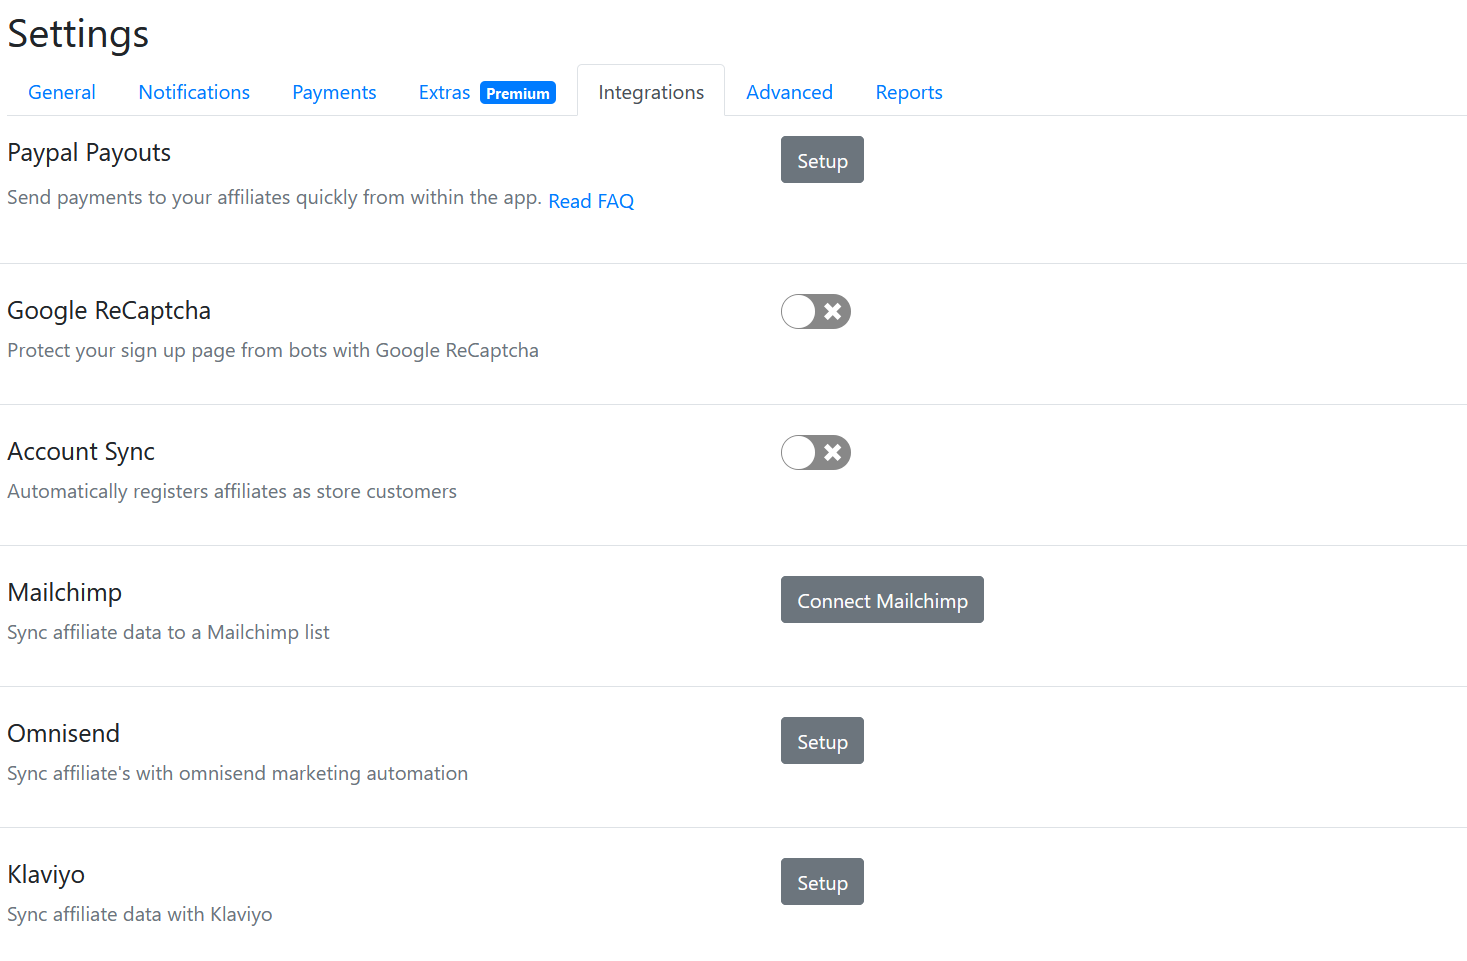 Settings
General Notifications Payments Extras Premium Integrations Advanced Reports
Paypal Payouts
Setup
Send payments to your affiliates quickly from within the app. Read FAQ
Google ReCaptcha
Protect your sign up page from bots with Google ReCaptcha
Account Sync
Automatically registers affiliates as store customers
Mailchimp
Connect Mailchimp
Sync affiliate data to a Mailchimp list
Omnisend
Setup
Sync affiliate's with omnisend marketing automation
Klaviyo
Setup
Sync affiliate data with Klaviyo